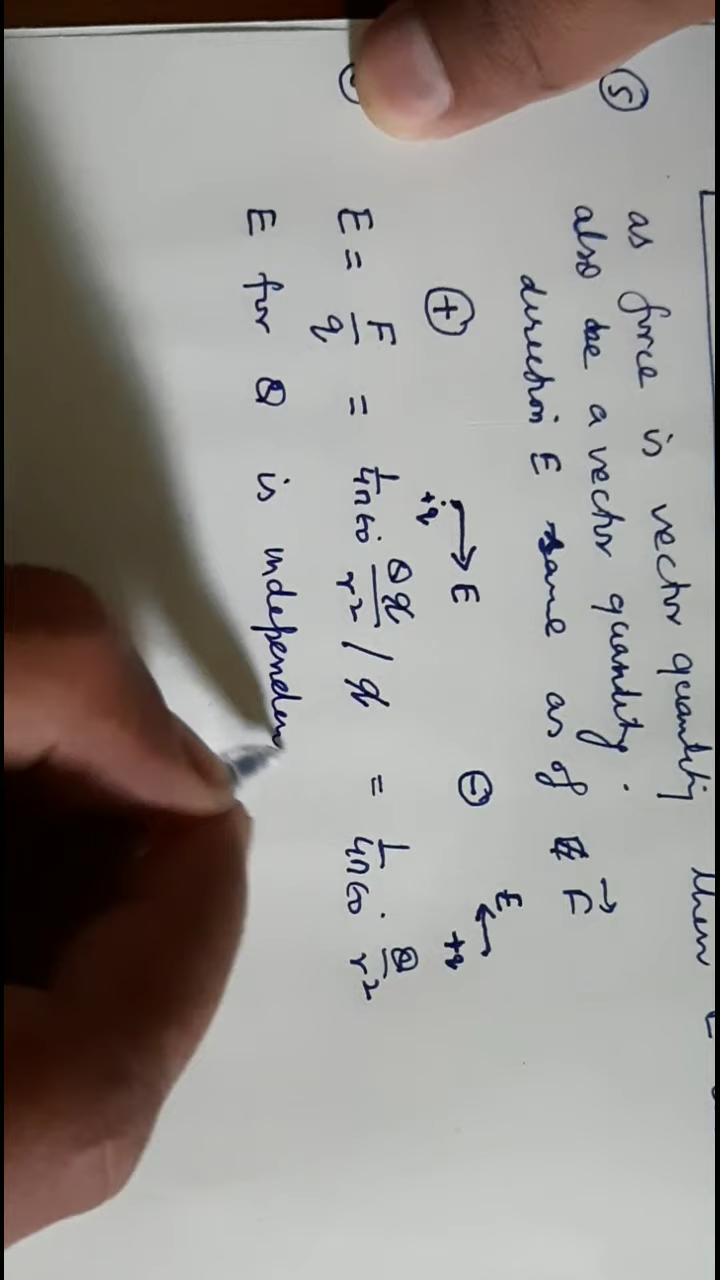 ⑤ as force is vector quantity then E
also be a vector quantity.
direction E same as of F→
⊕ +q → E ⊖ E ← +q
E = F/q = 1/4πε0 · Qq/r² / q = 1/4πε0 · Q/r²
E for Q is independen